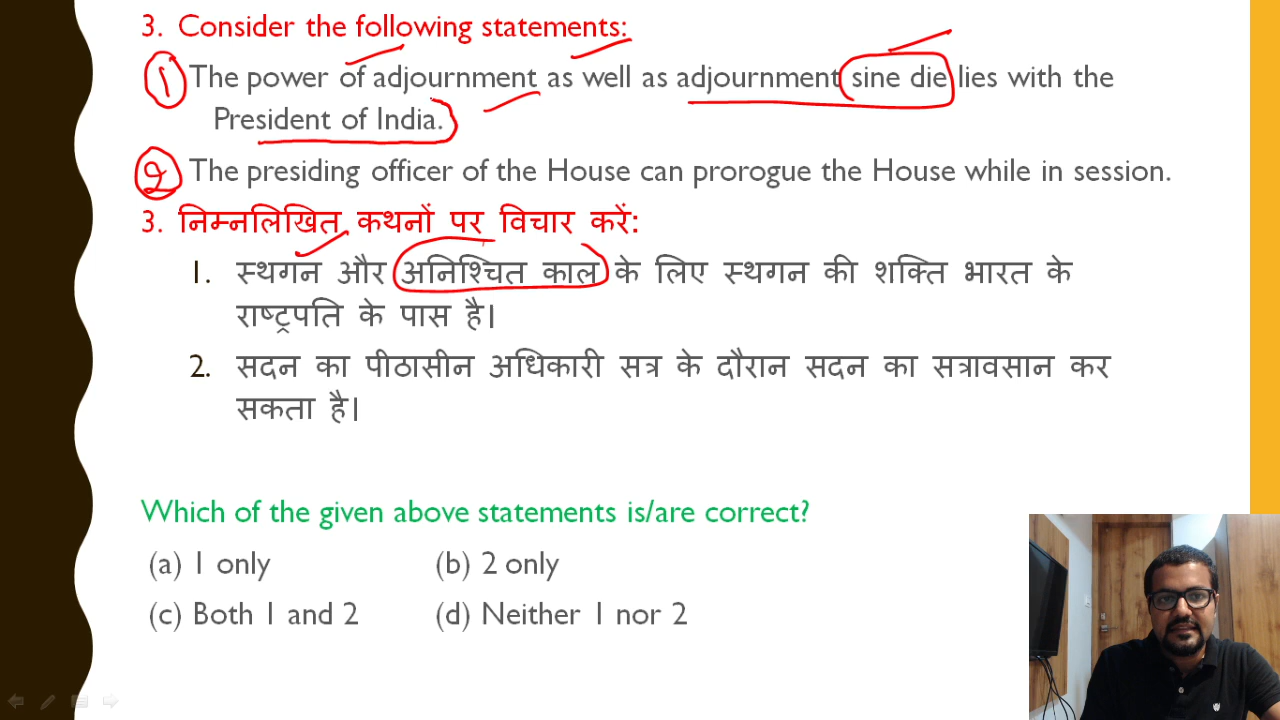 3. Consider the following statements:
1 The power of adjournment as well as adjournment sine die lies with the
President of India.
2 The presiding officer of the House can prorogue the House while in session.
3. निम्नलिखित कथनों पर विचार करें:
1. स्थगन और अनिश्चित काल के लिए स्थगन की शक्ति भारत के
राष्ट्रपति के पास है।
2. सदन का पीठासीन अधिकारी सत्र के दौरान सदन का सत्रावसान कर
सकता है।
Which of the given above statements is/are correct?
(a) 1 only (b) 2 only
(c) Both 1 and 2 (d) Neither 1 nor 2